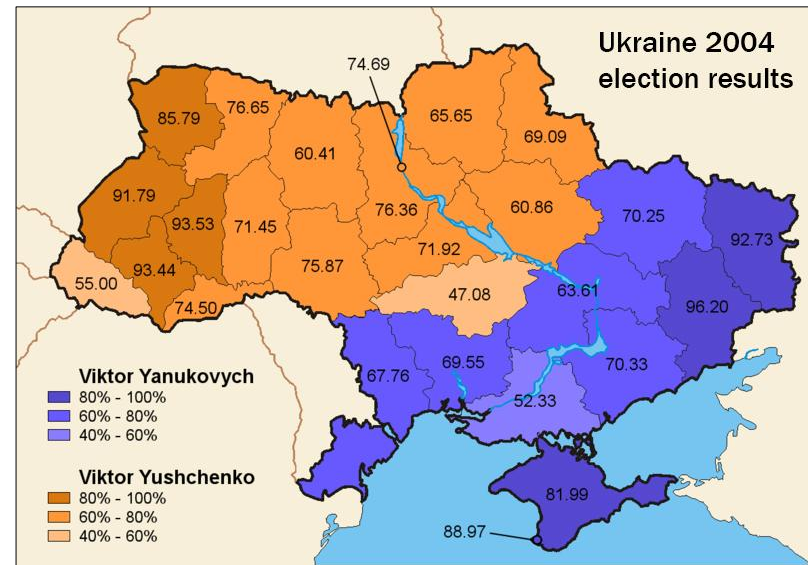 Ukraine 2004
election results
74.69
76.65
65.65
85.79
69.09
60.41
91.79
76.36
60.86
70.25
93.53
71.45
92.73
71.92
93.44
75.87
55.00
47.08
63.61
96.20
74.50
69.55
70.33
67.76
52.33
Viktor Yanukovych
80% - 100%
60% - 80%
40% - 60%
Viktor Yushchenko
80% - 100%
60% - 80%
40% - 60%
81.99
88.97